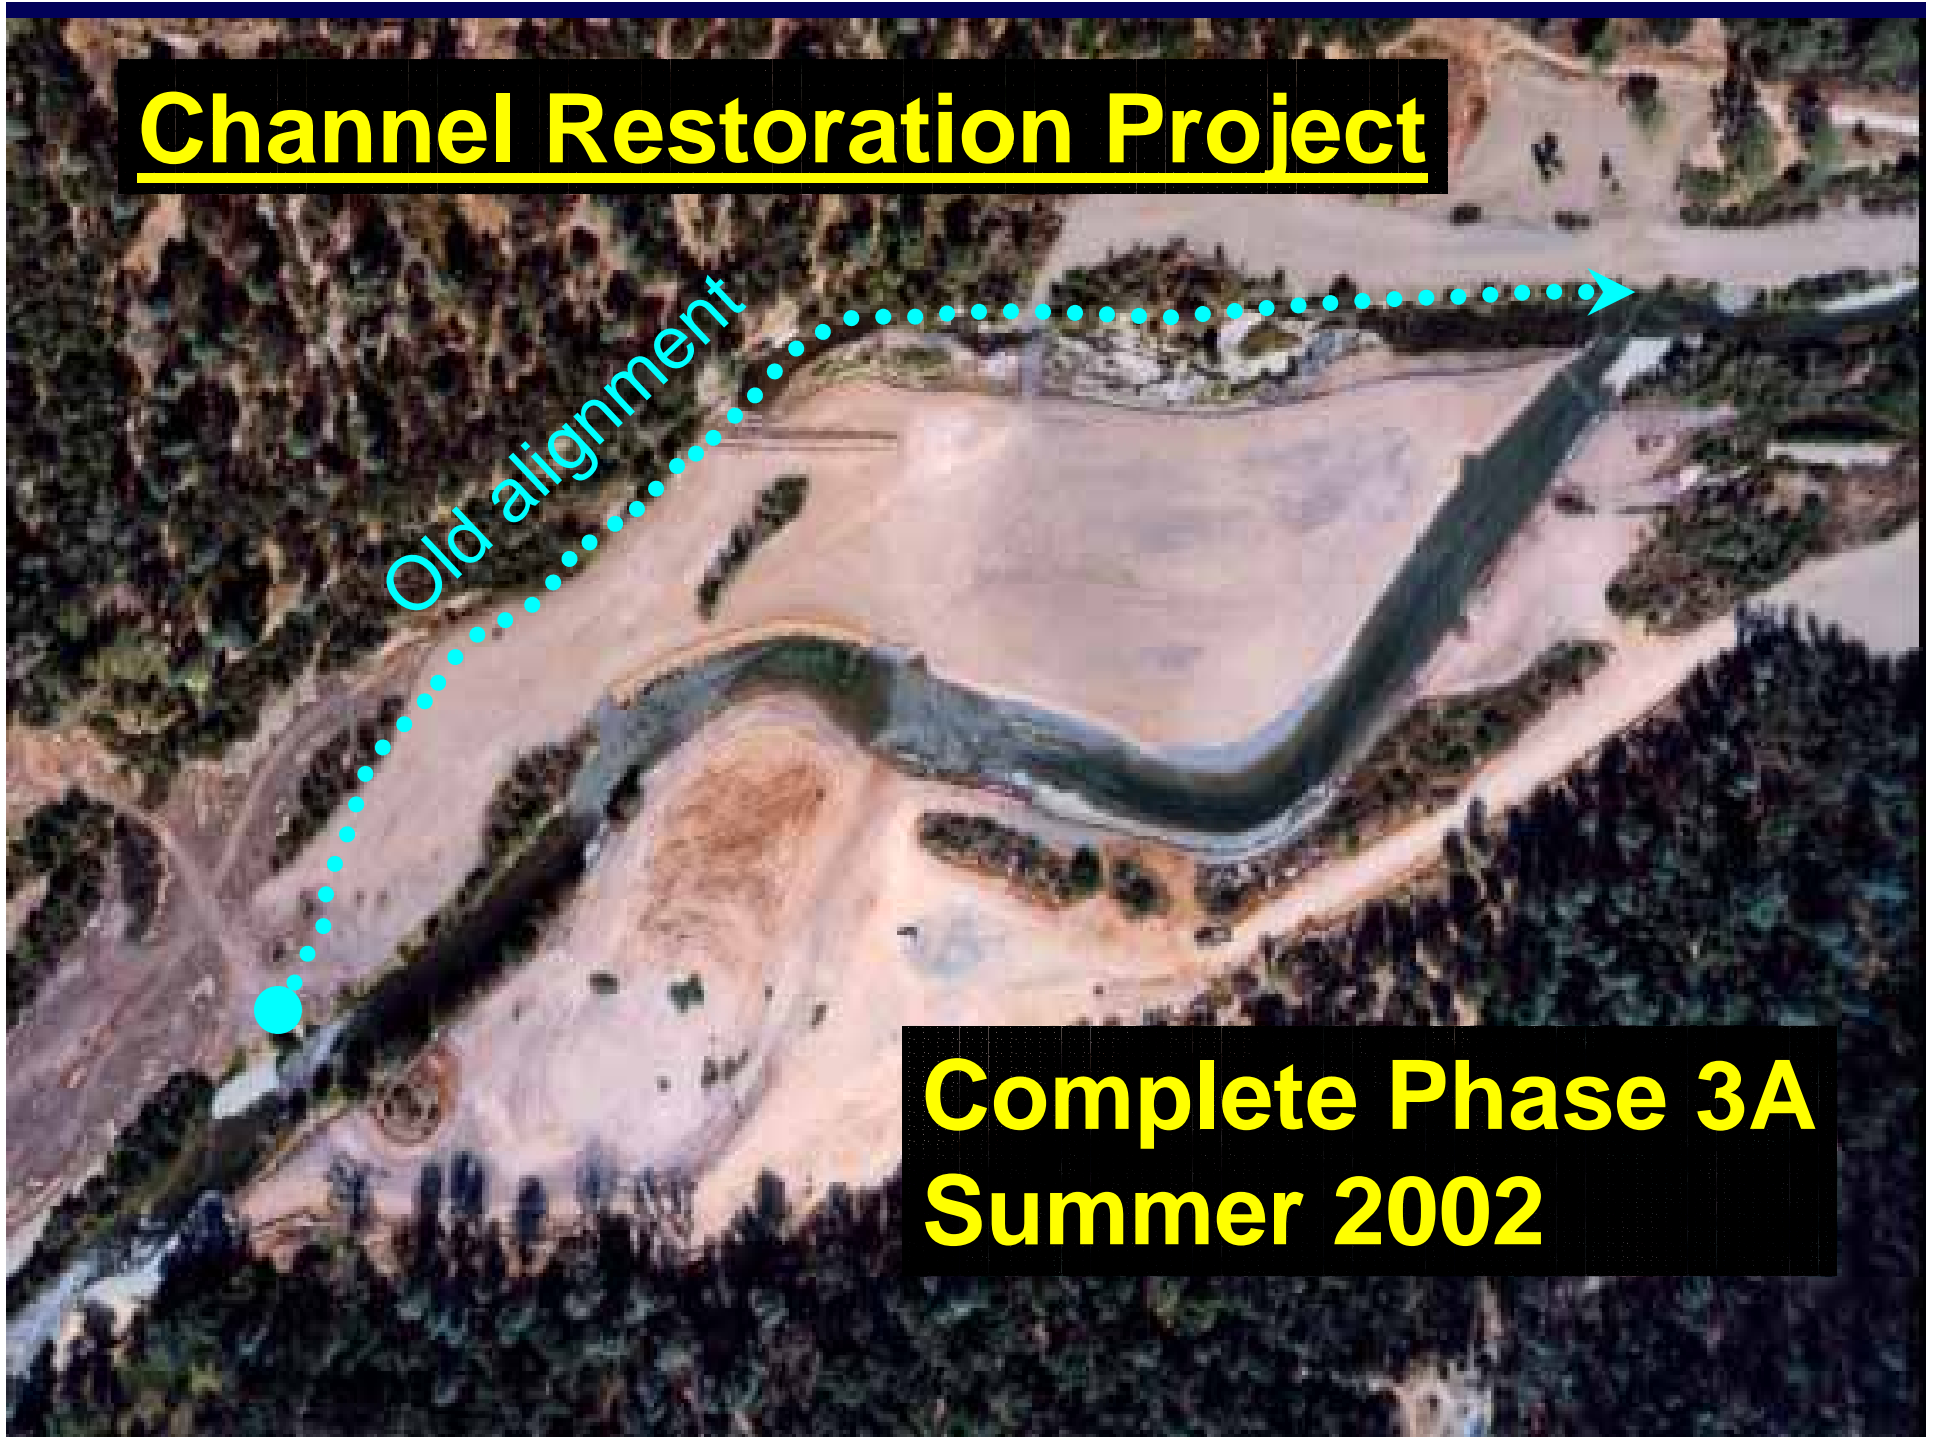 Channel Restoration Project
Old alignment
Complete Phase 3A
Summer 2002